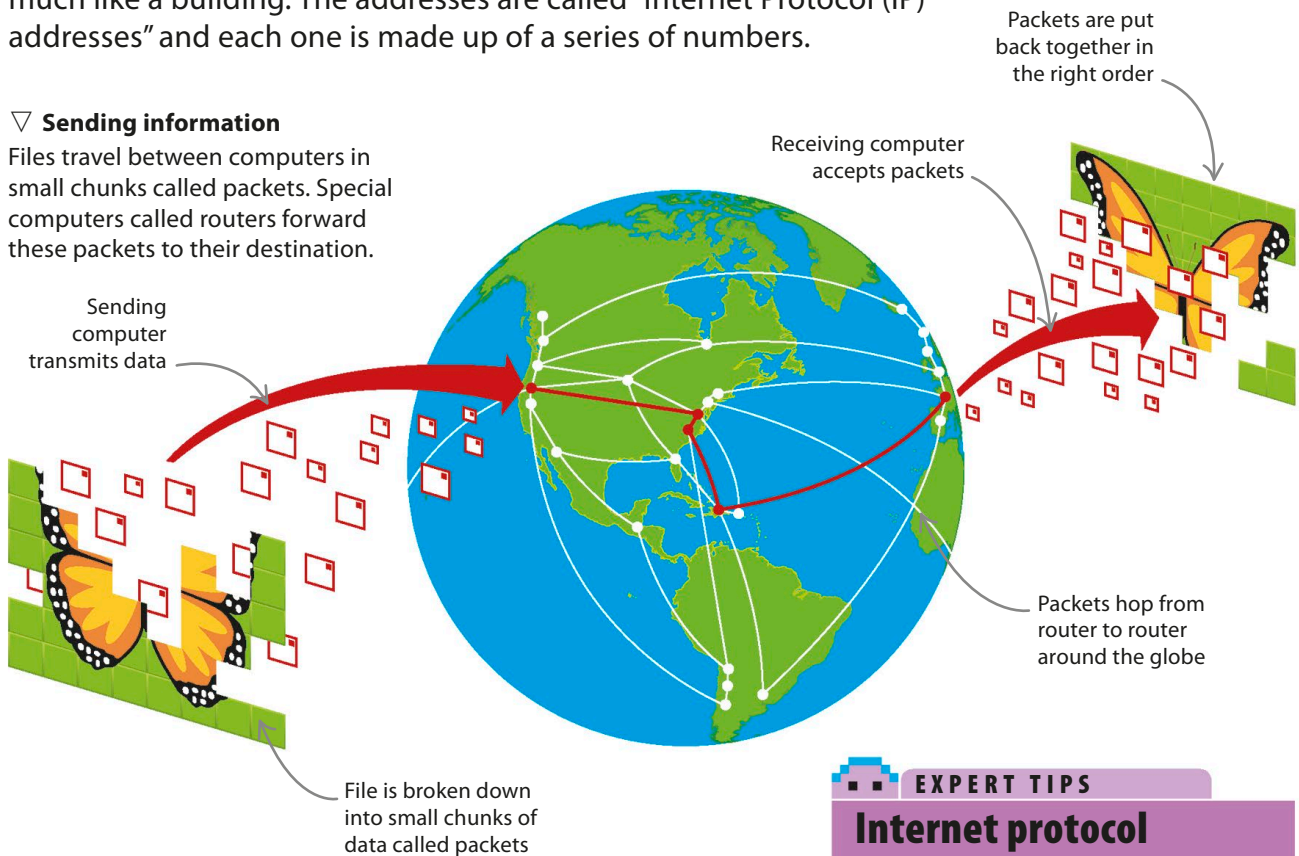 much like a building. The addresses are called “Internet Protocol (IP)
addresses” and each one is made up of a series of numbers.
▽ Sending information
Files travel between computers in
small chunks called packets. Special
computers called routers forward
these packets to their destination.
Sending
computer
transmits data
Receiving computer
accepts packets
Packets are put
back together in
the right order
Packets hop from
router to router
around the globe
File is broken down
into small chunks of
data called packets
EXPERT TIPS
Internet protocol